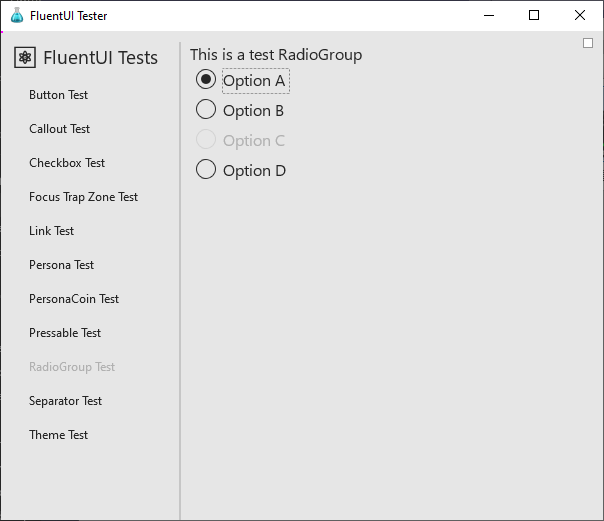 FluentUI Tester
FluentUI Tests
Button Test
Callout Test
Checkbox Test
Focus Trap Zone Test
Link Test
Persona Test
PersonaCoin Test
Pressable Test
RadioGroup Test
Separator Test
Theme Test
This is a test RadioGroup
Option A
Option B
Option C
Option D